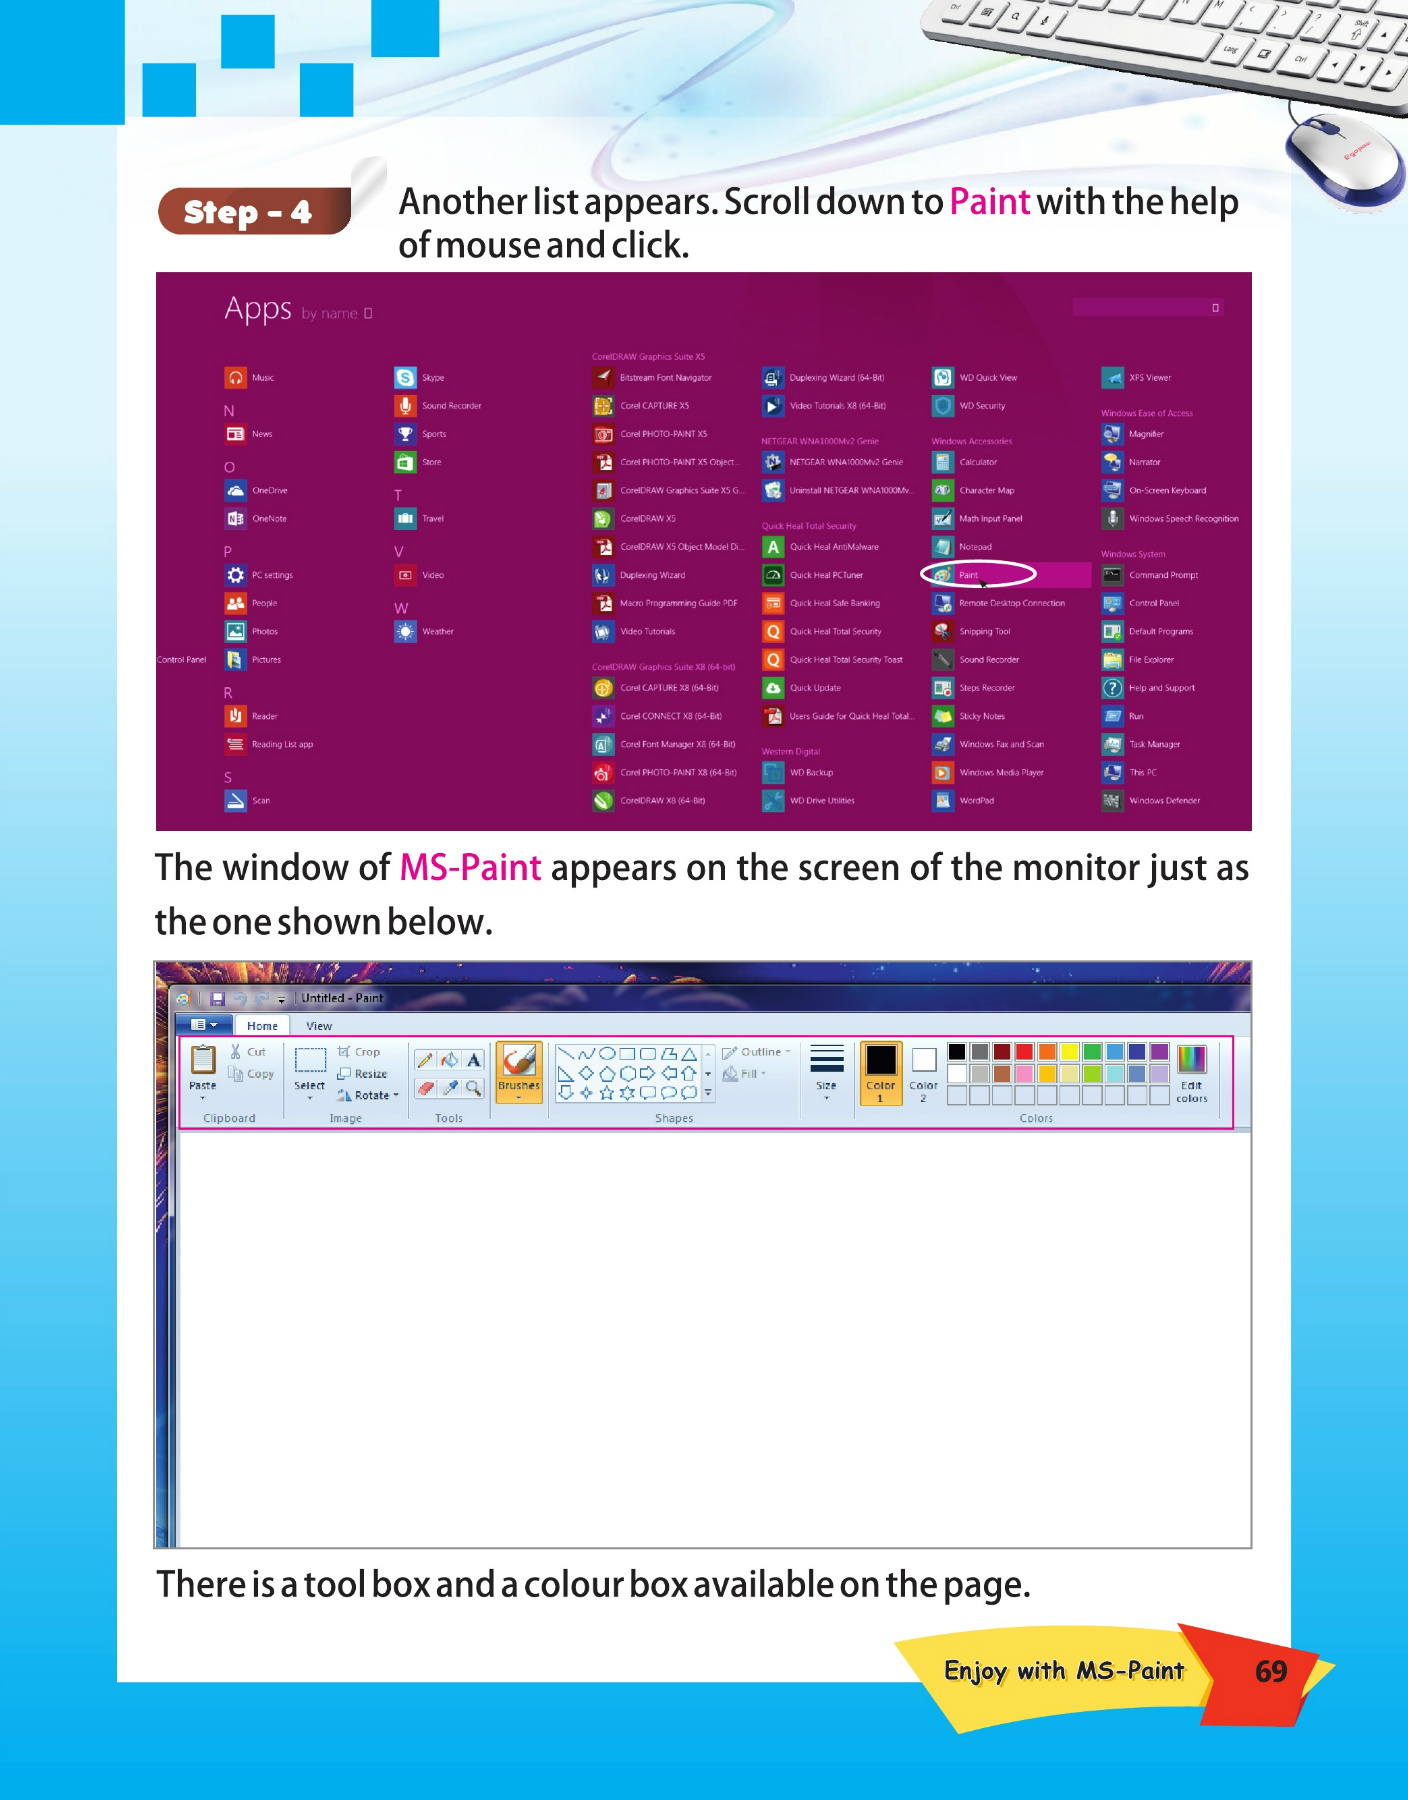 Step - 4
Another list appears. Scroll down to Paint with the help
of mouse and click.
Apps by name
Music
N
News
O
OneDrive
OneNote
P
PC settings
People
Photos
Control Panel
Pictures
R
Reader
Reading List app
S
Scan
Skype
Sound Recorder
Sports
Store
T
Travel
V
Video
W
Weather
CorelDRAW Graphics Suite X5
Bitstream Font Navigator
Corel CAPTURE X5
Corel PHOTO-PAINT X5
Corel PHOTO-PAINT X5 Object...
CorelDRAW Graphics Suite X5 G...
CorelDRAW X5
CorelDRAW X5 Object Model Di...
Duplexing Wizard
Macro Programming Guide PDF
Video Tutorials
CorelDRAW Graphics Suite X8 (64-bit)
Corel CAPTURE X8 (64-Bit)
Corel CONNECT X8 (64-Bit)
Corel Font Manager X8 (64-Bit)
Corel PHOTO-PAINT X8 (64-Bit)
CorelDRAW X8 (64-Bit)
Duplexing Wizard (64-Bit)
Video Tutorials X8 (64-Bit)
NETGEAR WNA1000Mv2 Genie
NETGEAR WNA1000Mv2 Genie
Uninstall NETGEAR WNA1000Mv...
Quick Heal Total Security
Quick Heal AntiMalware
Quick Heal PCTuner
Quick Heal Safe Banking
Quick Heal Total Security
Quick Heal Total Security Toast
Quick Update
Users Guide for Quick Heal Total...
Western Digital
WD Backup
WD Drive Utilities
WD Quick View
WD Security
Windows Accessories
Calculator
Character Map
Math Input Panel
Notepad
Paint
Remote Desktop Connection
Snipping Tool
Sound Recorder
Steps Recorder
Sticky Notes
Windows Fax and Scan
Windows Media Player
WordPad
XPS Viewer
Windows Ease of Access
Magnifier
Narrator
On-Screen Keyboard
Windows Speech Recognition
Windows System
Command Prompt
Control Panel
Default Programs
File Explorer
Help and Support
Run
Task Manager
This PC
Windows Defender
The window of MS-Paint appears on the screen of the monitor just as
the one shown below.
Untitled - Paint
Home View
Paste
Cut
Copy
Clipboard
Select
Crop
Resize
Rotate
Image
A
Tools
Brushes
Outline
Fill
Shapes
Size
Color
1
Color
2
Edit
colors
Colors
There is a tool box and a colour box available on the page.
Enjoy with MS-Paint 69